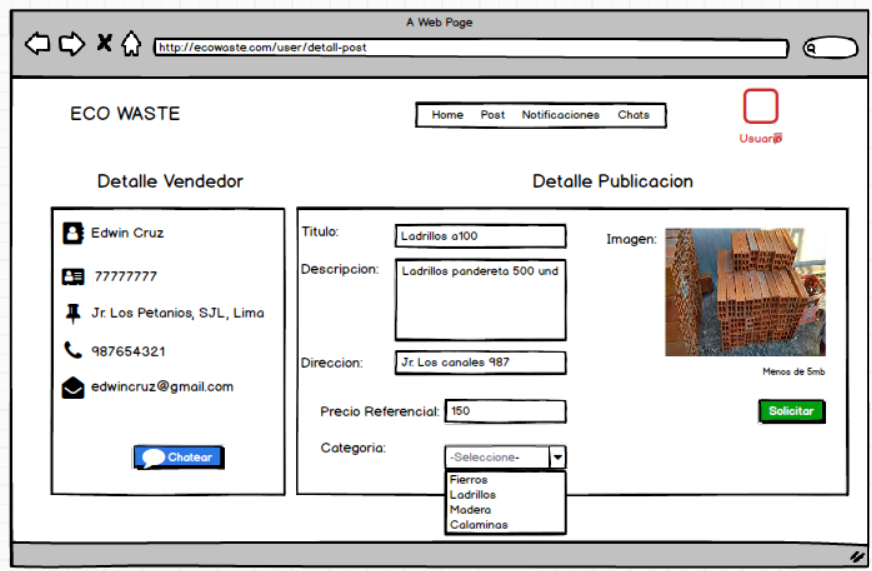 A Web Page
http://ecowaste.com/user/detall-post
ECO WASTE
Home Post Notificaciones Chats
Usuario
Detalle Vendedor
Edwin Cruz
77777777
Jr. Los Petanios, SJL, Lima
987654321
edwincruz@gmail.com
Chatear
Detalle Publicacion
Titulo: Ladrillos a100
Descripcion: Ladrillos pandereta 500 und
Direccion: Jr. Los canales 987
Precio Referencial: 150
Categoria: -Seleccione-
Fierros
Ladrillos
Madera
Calaminas
Imagen:
Menos de 5mb
Solicitar